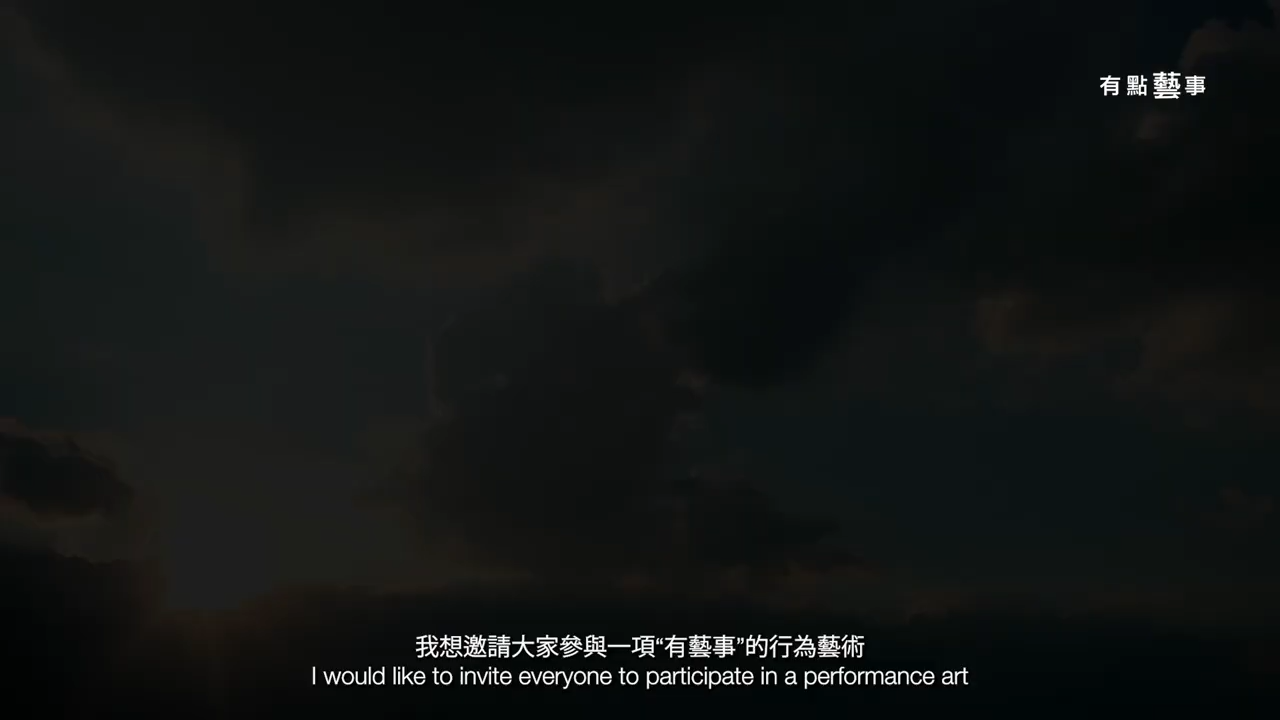 有點藝事
我想邀請大家參與一項“有藝事”的行為藝術
I would like to invite everyone to participate in a performance art